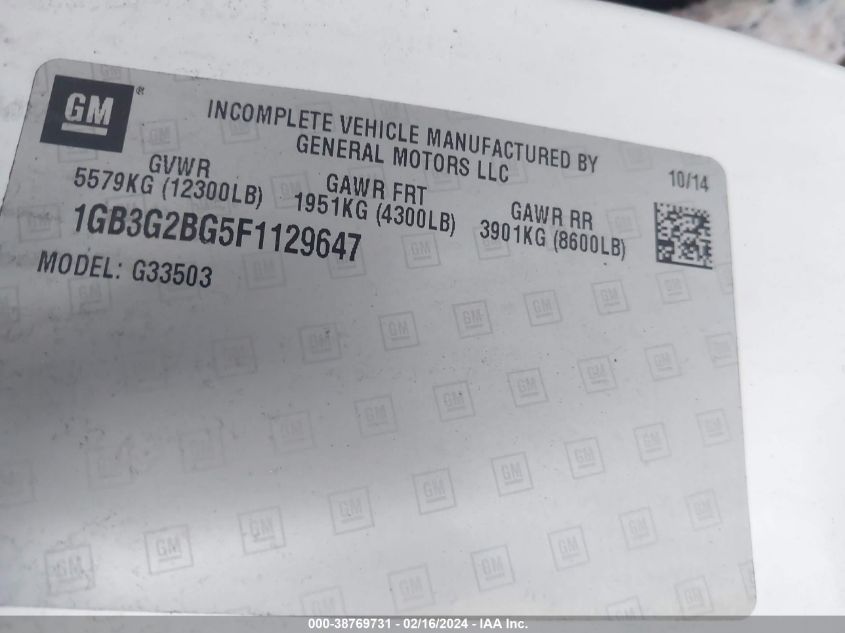 GM
INCOMPLETE VEHICLE MANUFACTURED BY
GENERAL MOTORS LLC
10/14
GVWR
5579KG (12300LB)
GAWR FRT
1951KG (4300LB)
GAWR RR
3901KG (8600LB)
1GB3G2BG5F1129647
MODEL: G33503
000-38769731 - 02/16/2024 - IAA Inc.